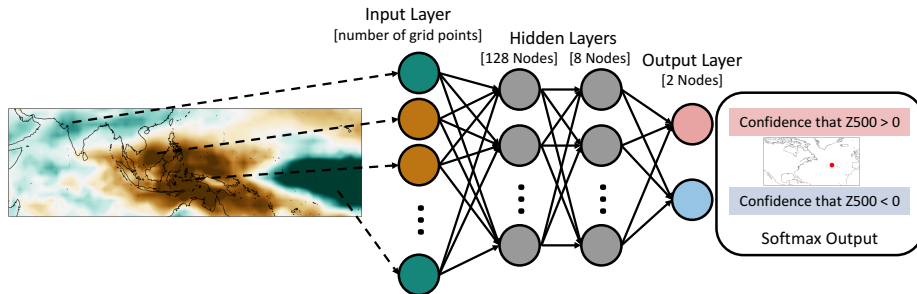 Input Layer
[number of grid points]
Hidden Layers
[128 Nodes] [8 Nodes]
Output Layer
[2 Nodes]
Confidence that Z500 > 0
Confidence that Z500 < 0
Softmax Output